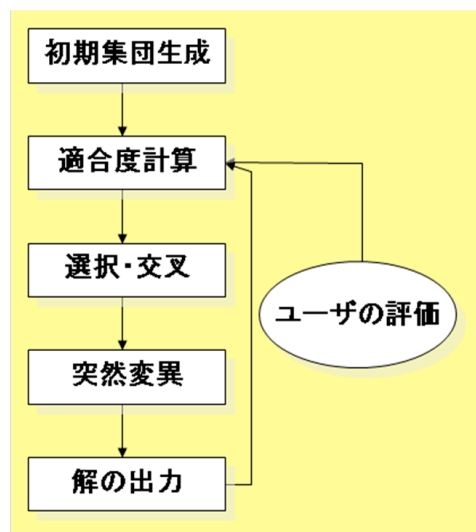 初期集団生成
適合度計算
選択・交叉
ユーザの評価
突然変異
解の出力